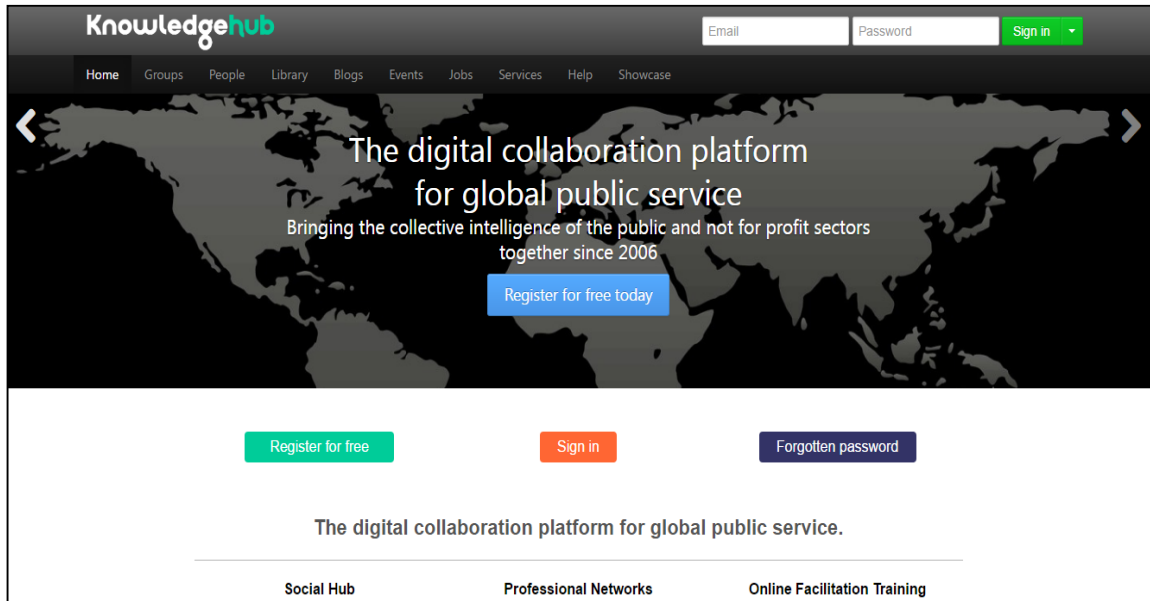 Knowledgehub
Email Password Sign in
Home Groups People Library Blogs Events Jobs Services Help Showcase
The digital collaboration platform
for global public service
Bringing the collective intelligence of the public and not for profit sectors
together since 2006
Register for free today
Register for free Sign in Forgotten password
The digital collaboration platform for global public service.
Social Hub Professional Networks Online Facilitation Training